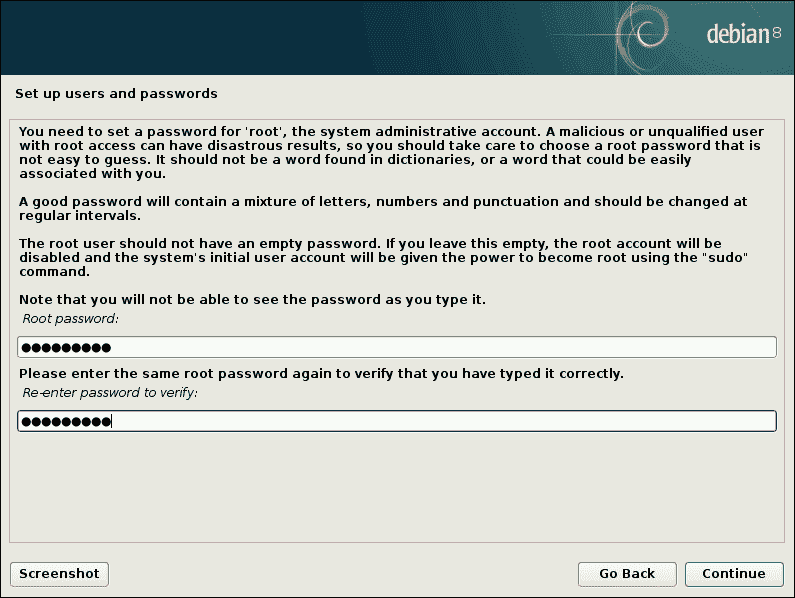 debian 8
Set up users and passwords
You need to set a password for 'root', the system administrative account. A malicious or unqualified user
with root access can have disastrous results, so you should take care to choose a root password that is
not easy to guess. It should not be a word found in dictionaries, or a word that could be easily
associated with you.
A good password will contain a mixture of letters, numbers and punctuation and should be changed at
regular intervals.
The root user should not have an empty password. If you leave this empty, the root account will be
disabled and the system's initial user account will be given the power to become root using the "sudo"
command.
Note that you will not be able to see the password as you type it.
Root password:
●●●●●●●●●
Please enter the same root password again to verify that you have typed it correctly.
Re-enter password to verify:
●●●●●●●●●
Screenshot
Go Back
Continue